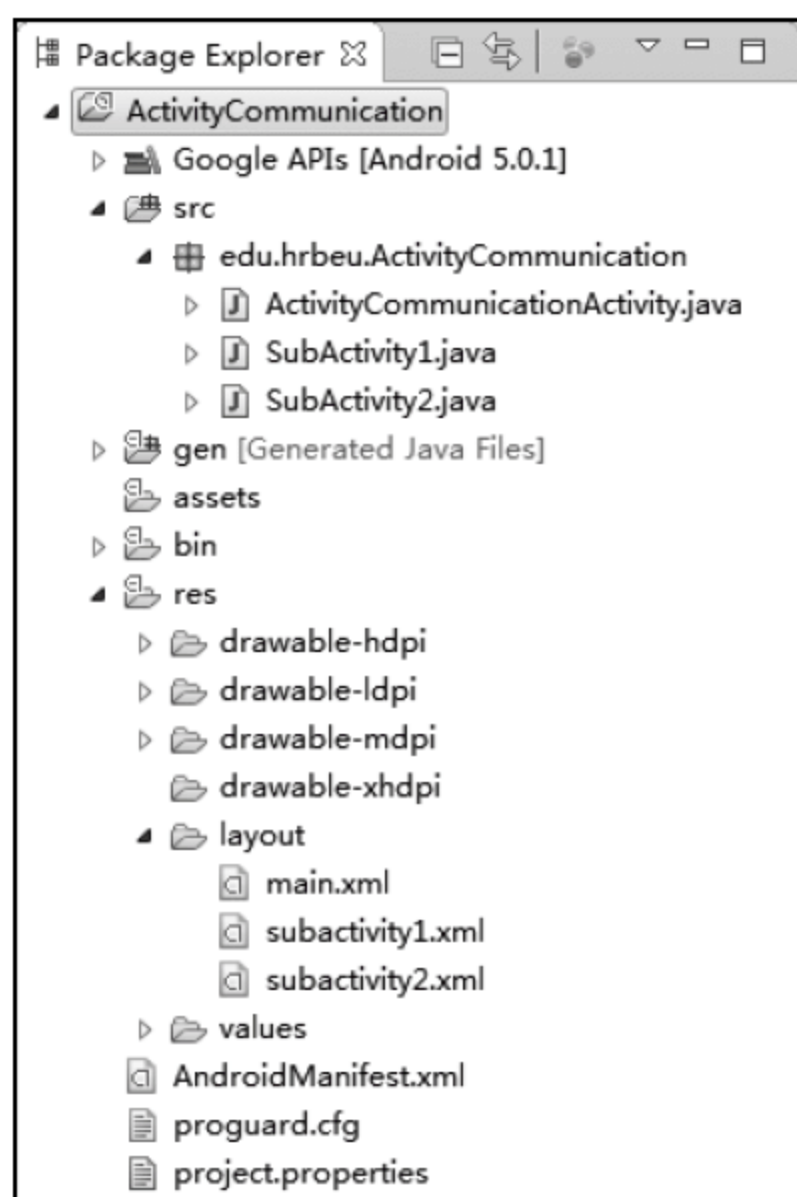 Package Explorer
ActivityCommunication
Google APIs [Android 5.0.1]
src
edu.hrbeu.ActivityCommunication
ActivityCommunicationActivity.java
SubActivity1.java
SubActivity2.java
gen [Generated Java Files]
assets
bin
res
drawable-hdpi
drawable-ldpi
drawable-mdpi
drawable-xhdpi
layout
main.xml
subactivity1.xml
subactivity2.xml
values
AndroidManifest.xml
proguard.cfg
project.properties